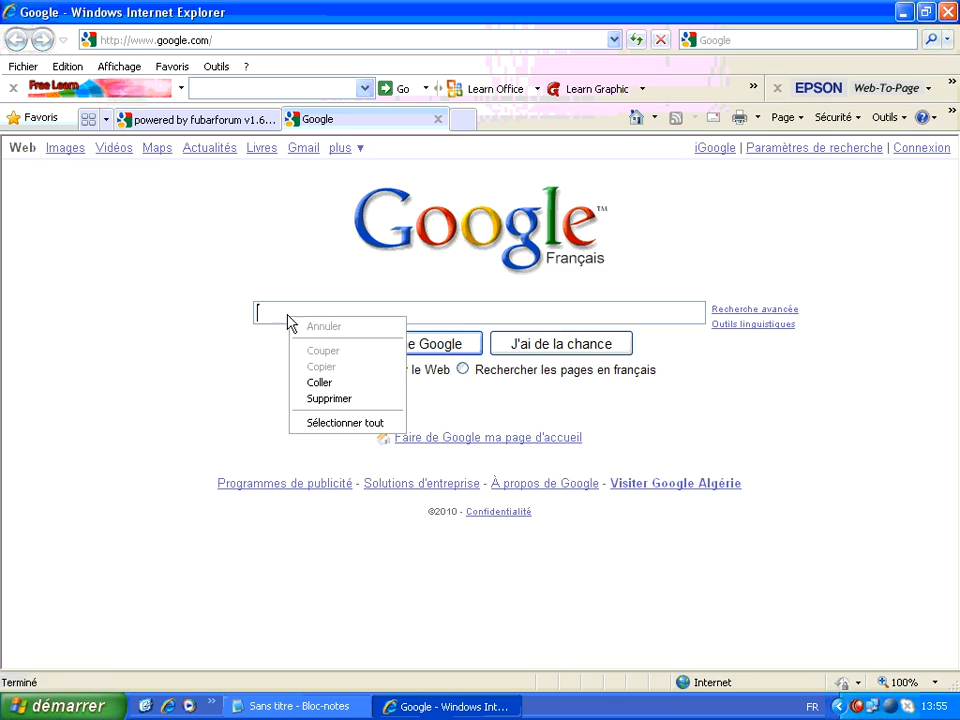 Google - Windows Internet Explorer
http://www.google.com/
Google
Fichier Edition Affichage Favoris Outils ?
Free Learn Go Learn Office Learn Graphic » EPSON Web-To-Page »
Favoris powered by fubarforum v1.6... Google Page Sécurité Outils »
Web Images Vidéos Maps Actualités Livres Gmail plus ▼ iGoogle | Paramètres de recherche | Connexion
Google™
Français
Recherche avancée
Outils linguistiques
Annuler
Couper
Copier
Coller
Supprimer
Sélectionner tout
e Google J'ai de la chance
r le Web Rechercher les pages en français
Faire de Google ma page d'accueil
Programmes de publicité - Solutions d'entreprise - À propos de Google - Visiter Google Algérie
©2010 - Confidentialité
Terminé Internet 100%
démarrer » Sans titre - Bloc-notes Google - Windows Int... FR 13:55